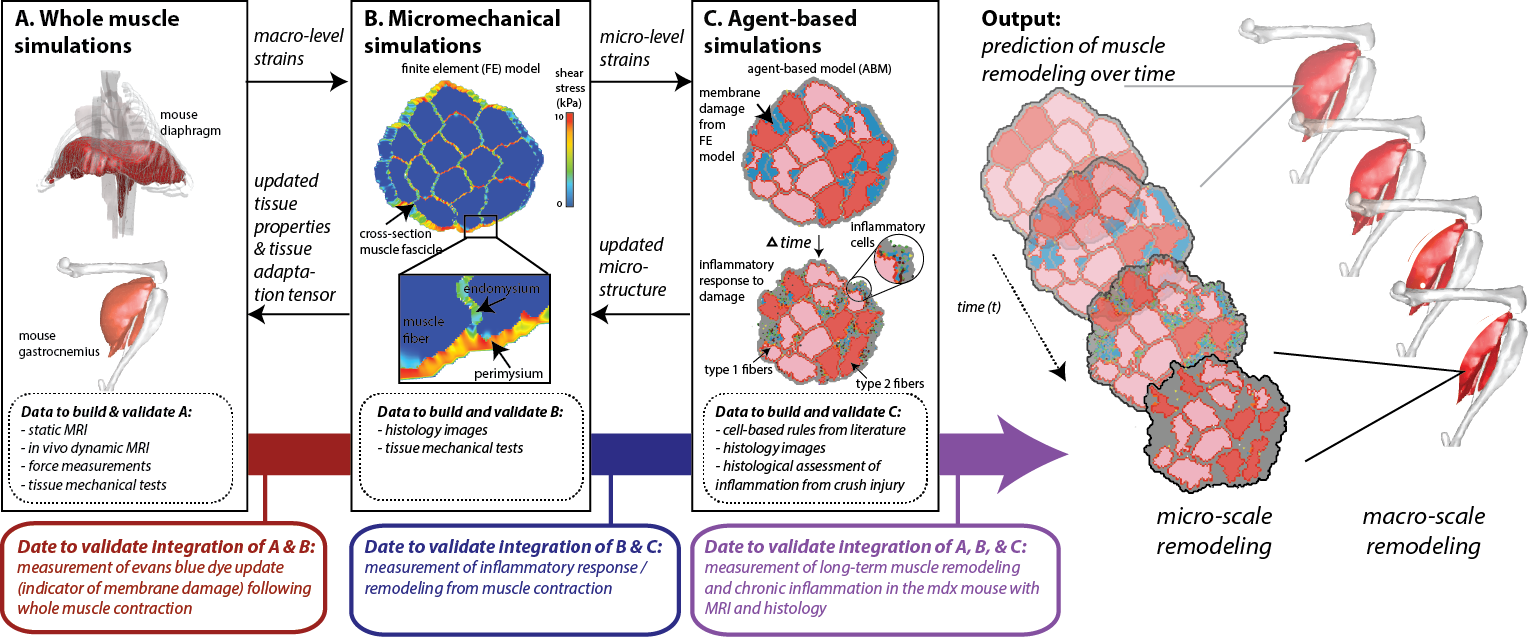 A. Whole muscle
simulations
mouse
diaphragm
mouse
gastrocnemius
Data to build & validate A:
- static MRI
- in vivo dynamic MRI
- force measurements
- tissue mechanical tests
macro-level
strains
updated
tissue
properties
& tissue
adapta-
tion tensor
B. Micromechanical
simulations
finite element (FE) model
shear
stress
(kPa)
10
0
cross-section
muscle fascicle
endomysium
muscle
fiber
perimysium
Data to build and validate B:
- histology images
- tissue mechanical tests
micro-level
strains
updated
micro-
structure
C. Agent-based
simulations
agent-based model (ABM)
membrane
damage
from
FE
model
Δ time
inflammatory
cells
inflammatory
response to
damage
type 1 fibers
type 2 fibers
Data to build and validate C:
- cell-based rules from literature
- histology images
- histological assessment of
inflammation from crush injury
Output:
prediction of muscle
remodeling over time
time (t)
micro-scale
remodeling
macro-scale
remodeling
Date to validate integration of A & B:
measurement of evans blue dye update
(indicator of membrane damage) following
whole muscle contraction
Date to validate integration of B & C:
measurement of inflammatory response /
remodeling from muscle contraction
Date to validate integration of A, B, & C:
measurement of long-term muscle remodeling
and chronic inflammation in the mdx mouse with
MRI and histology